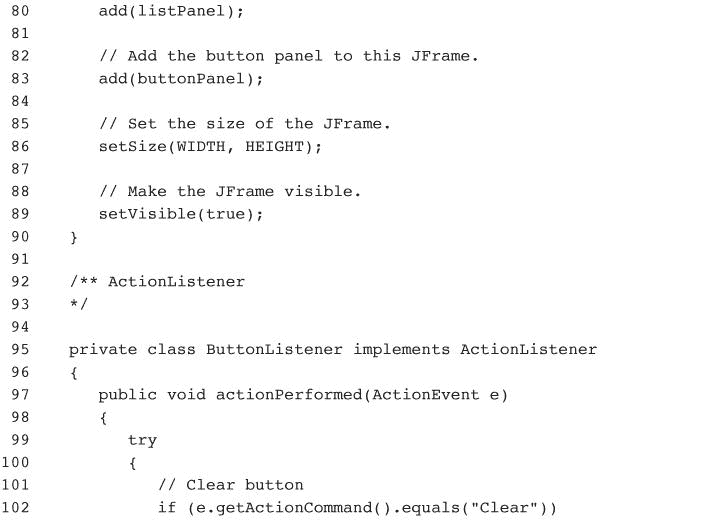 80 add(listPanel);
81
82 // Add the button panel to this JFrame.
83 add(buttonPanel);
84
85 // Set the size of the JFrame.
86 setSize(WIDTH, HEIGHT);
87
88 // Make the JFrame visible.
89 setVisible(true);
90 }
91
92 /** ActionListener
93 */
94
95 private class ButtonListener implements ActionListener
96 {
97 public void actionPerformed(ActionEvent e)
98 {
99 try
100 {
101 // Clear button
102 if (e.getActionCommand().equals("Clear"))